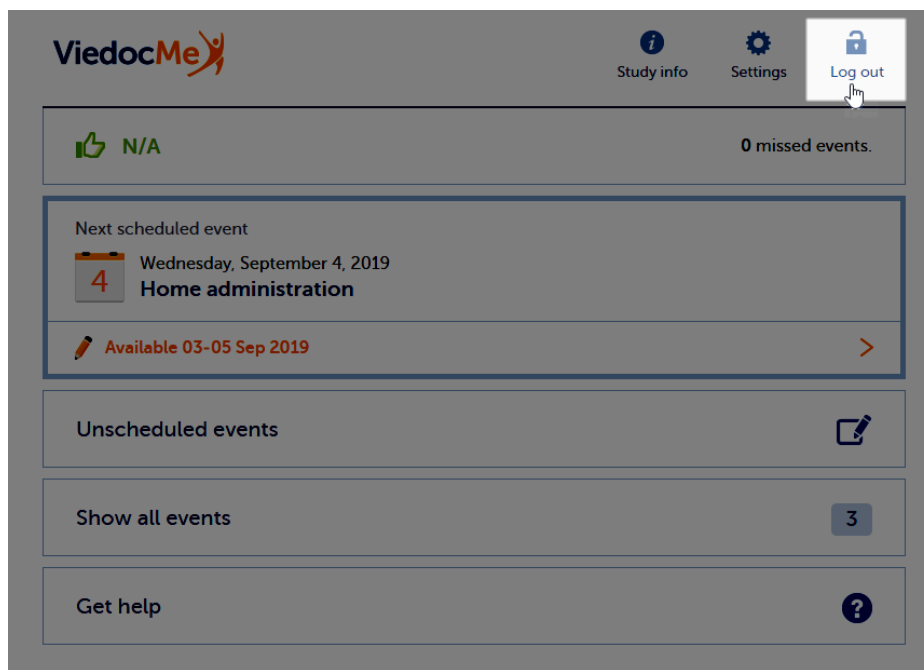 ViedocMe
Study info
Settings
Log out
N/A
0 missed events.
Next scheduled event
4
Wednesday, September 4, 2019
Home administration
Available 03-05 Sep 2019
Unscheduled events
Show all events
3
Get help
?